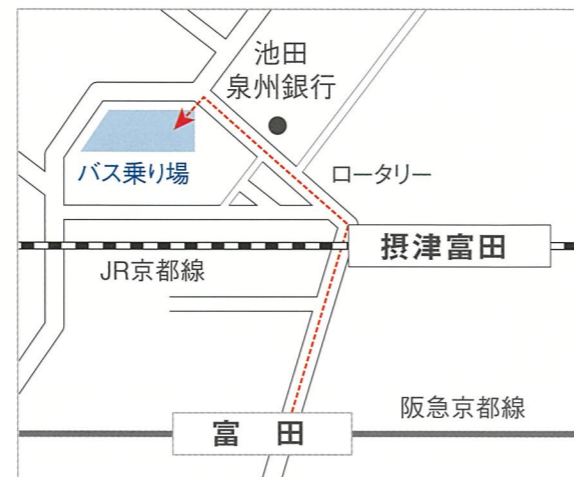 池田
泉州銀行
バス乗り場
ロータリー
摂津富田
JR京都線
阪急京都線
富 田